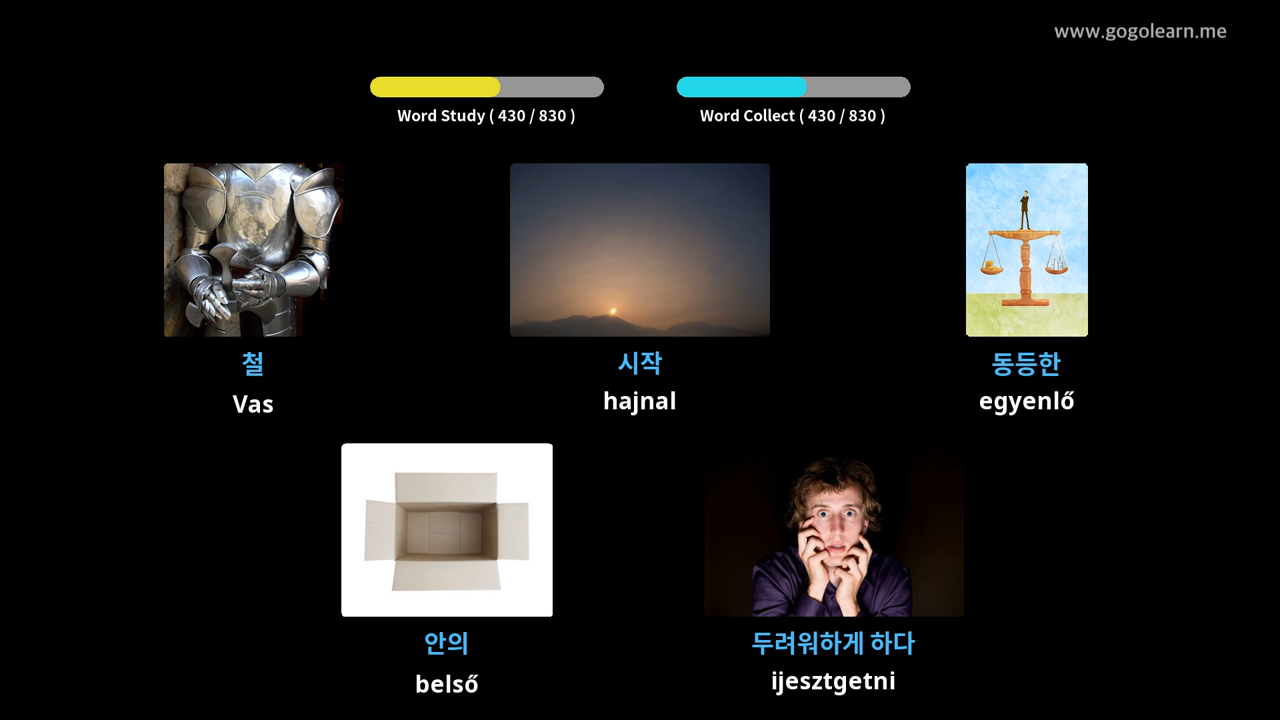 www.gogolearn.me
Word Study ( 430 / 830 )
Word Collect ( 430 / 830 )
철
Vas
시작
hajnal
동등한
egyenlő
안의
belső
두려워하게 하다
ijesztgetni